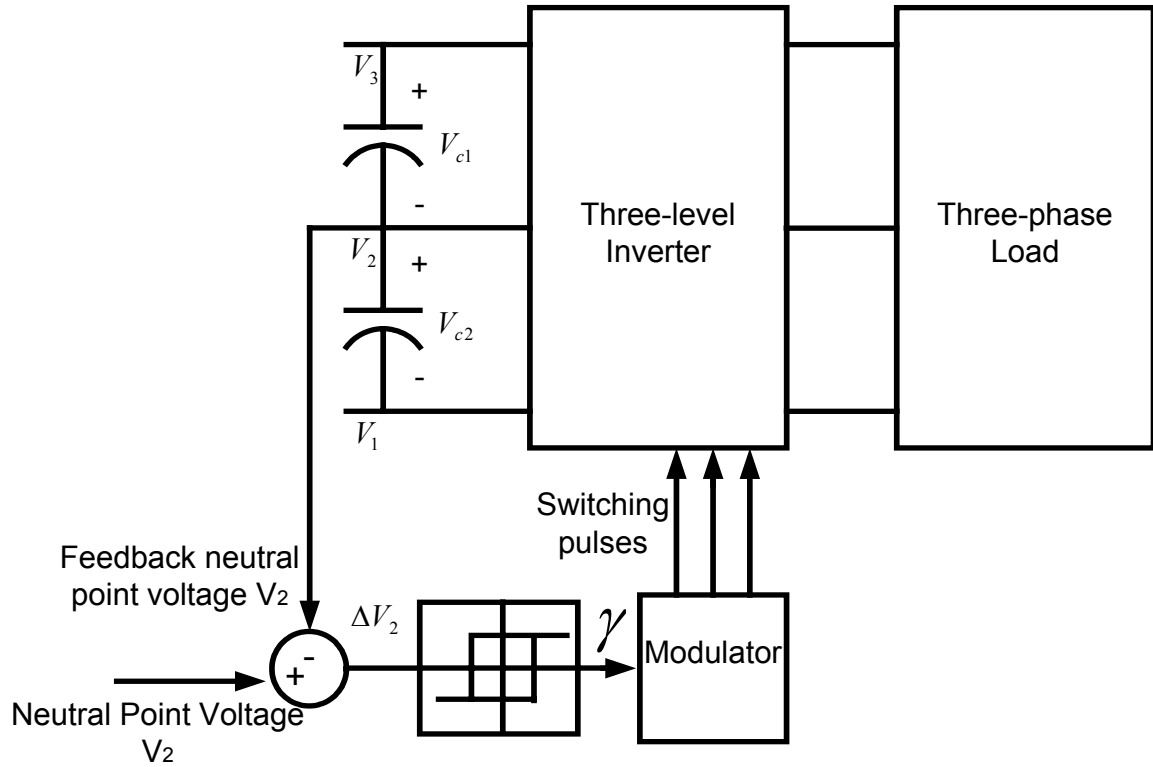 V3
+
Vc1
-
Three-level
Inverter
Three-phase
Load
V2
+
Vc2
-
V1
Switching
pulses
Feedback neutral
point voltage V2
ΔV2
γ
Modulator
+
-
Neutral Point Voltage
V2